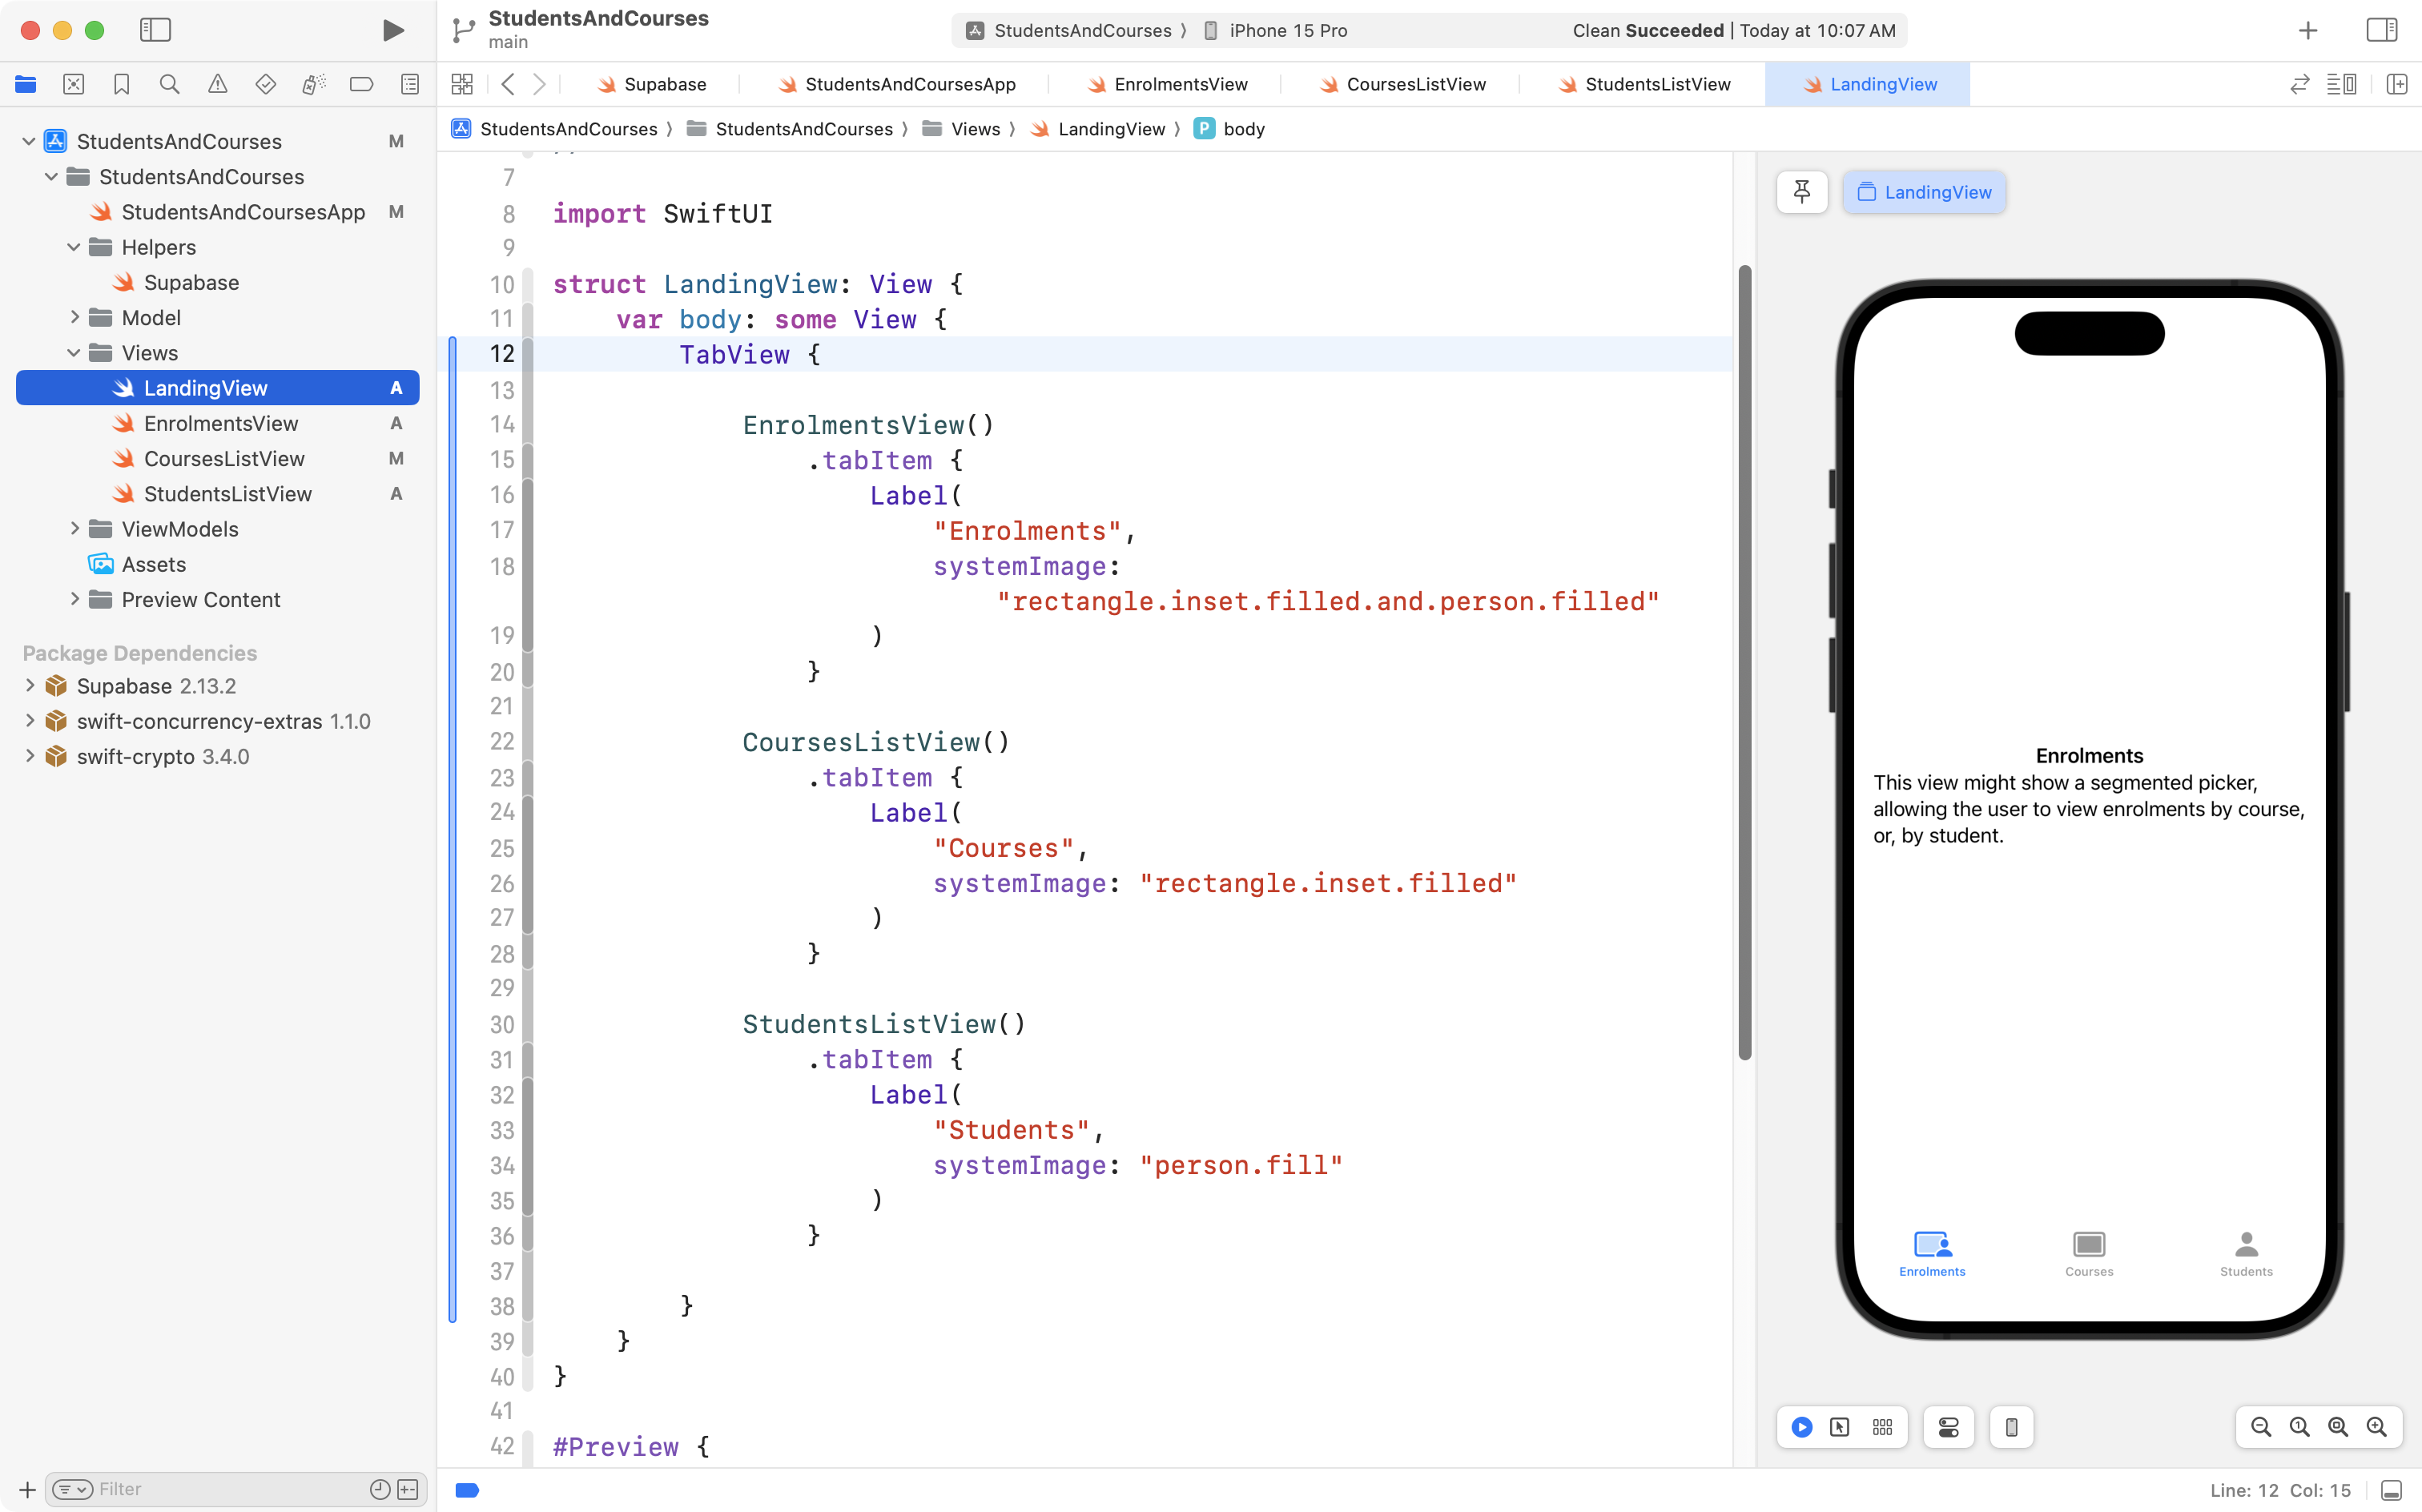 StudentsAndCourses
main
StudentsAndCourses
iPhone 15 Pro
Clean Succeeded | Today at 10:07 AM
Supabase
StudentsAndCoursesApp
EnrolmentsView
CoursesListView
StudentsListView
LandingView
StudentsAndCourses
StudentsAndCourses
Views
LandingView
P body
StudentsAndCourses M
StudentsAndCourses
StudentsAndCoursesApp M
Helpers
Supabase
Model
Views
LandingView A
EnrolmentsView A
CoursesListView M
StudentsListView A
ViewModels
Assets
Preview Content
Package Dependencies
Supabase 2.13.2
swift-concurrency-extras 1.1.0
swift-crypto 3.4.0
Filter
7
8 import SwiftUI
9
10 struct LandingView: View {
11 var body: some View {
12 TabView {
13
14 EnrolmentsView()
15 .tabItem {
16 Label(
17 "Enrolments",
18 systemImage:
"rectangle.inset.filled.and.person.filled"
19 )
20 }
21
22 CoursesListView()
23 .tabItem {
24 Label(
25 "Courses",
26 systemImage: "rectangle.inset.filled"
27 )
28 }
29
30 StudentsListView()
31 .tabItem {
32 Label(
33 "Students",
34 systemImage: "person.fill"
35 )
36 }
37
38 }
39 }
40 }
41
42 #Preview {
LandingView
Enrolments
This view might show a segmented picker,
allowing the user to view enrolments by course,
or, by student.
Enrolments
Courses
Students
Line: 12 Col: 15